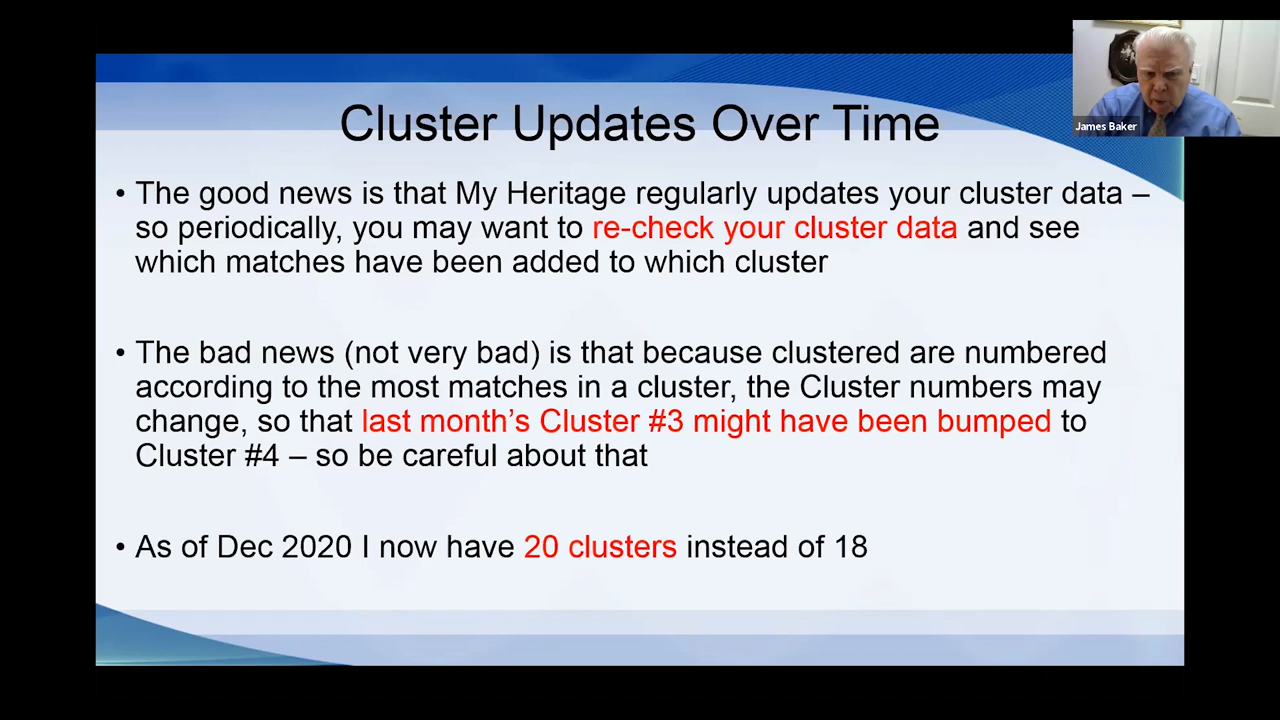 Cluster Updates Over Time
James Baker
• The good news is that My Heritage regularly updates your cluster data –
so periodically, you may want to re-check your cluster data and see
which matches have been added to which cluster
• The bad news (not very bad) is that because clustered are numbered
according to the most matches in a cluster, the Cluster numbers may
change, so that last month’s Cluster #3 might have been bumped to
Cluster #4 – so be careful about that
• As of Dec 2020 I now have 20 clusters instead of 18